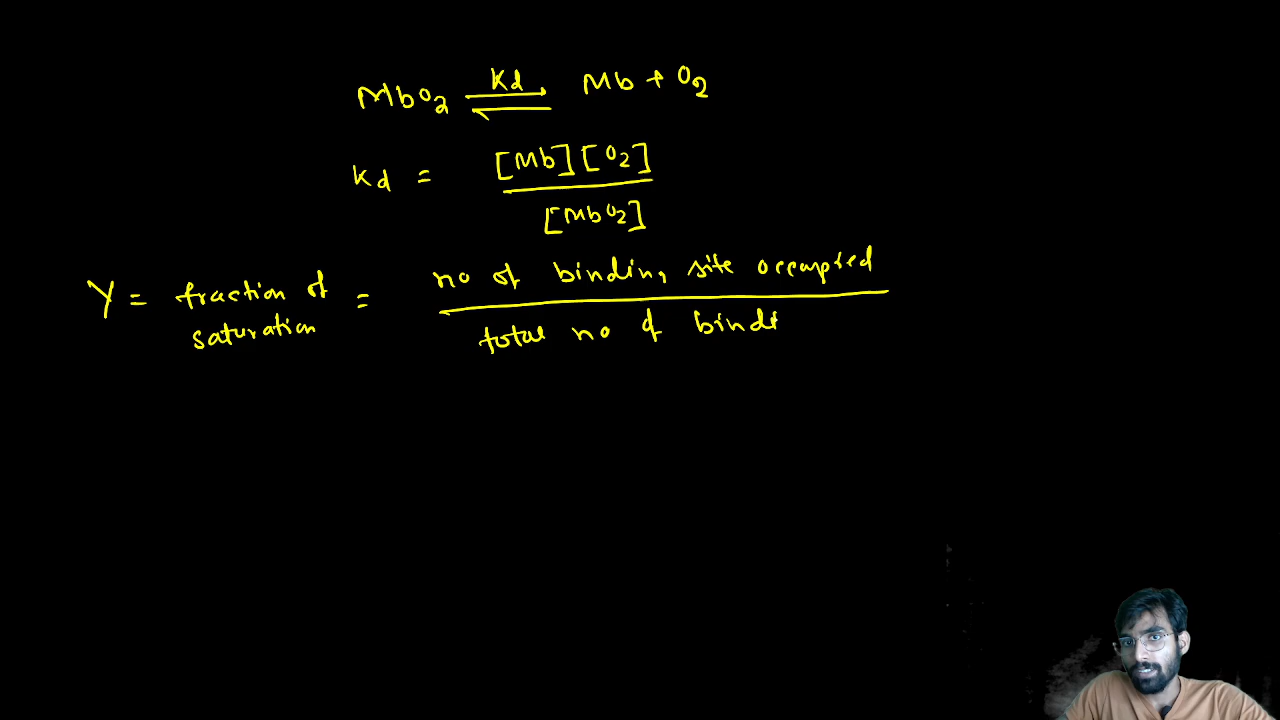 MbO2 ⇌ Kd Mb + O2
Kd = [Mb][O2] / [MbO2]
Y = fraction of saturation = no of binding site occupied / total no of bindi